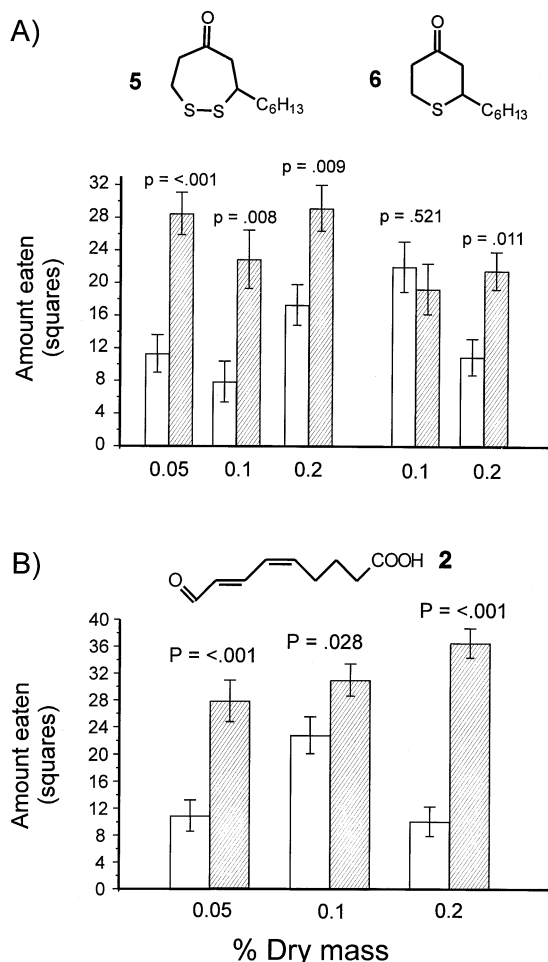 A)
O
5
S S C6H13
O
6
S C6H13
Amount eaten
(squares)
32
28
24
20
16
12
8
4
0
p = <.001
p = .008
p = .009
p = .521
p = .011
0.05 0.1 0.2 0.1 0.2
B)
O COOH 2
Amount eaten
(squares)
40
36
32
28
24
20
16
12
8
4
0
P = <.001
P = .028
P = <.001
0.05 0.1 0.2
% Dry mass